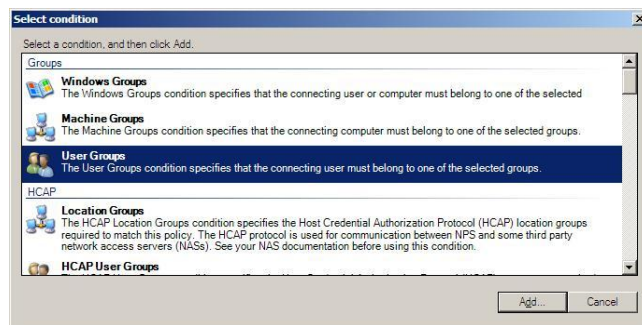 Select condition
Select a condition, and then click Add.
Groups
Windows Groups
The Windows Groups condition specifies that the connecting user or computer must belong to one of the selected
Machine Groups
The Machine Groups condition specifies that the connecting computer must belong to one of the selected groups.
User Groups
The User Groups condition specifies that the connecting user must belong to one of the selected groups.
HCAP
Location Groups
The HCAP Location Groups condition specifies the Host Credential Authorization Protocol (HCAP) location groups
required to match this policy. The HCAP protocol is used for communication between NPS and some third party
network access servers (NASs). See your NAS documentation before using this condition.
HCAP User Groups
Add...
Cancel